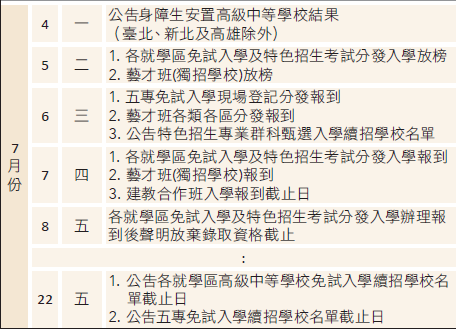 7月份
4 一 公告身障生安置高級中等學校結果
（臺北、新北及高雄除外）
5 二 1. 各就學區免試入學及特色招生考試分發入學放榜
2. 藝才班(獨招學校)放榜
6 三 1. 五專免試入學現場登記分發報到
2. 藝才班各類各區分發報到
3. 公告特色招生專業群科甄選入學續招學校名單
7 四 1. 各就學區免試入學及特色招生考試分發入學報到
2. 藝才班(獨招學校)報到
3. 建教合作班入學報到截止日
8 五 各就學區免試入學及特色招生考試分發入學辦理報
到後聲明放棄錄取資格截止
:
22 五 1. 公告各就學區高級中等學校免試入學續招學校名
單截止日
2. 公告五專免試入學續招學校名單截止日